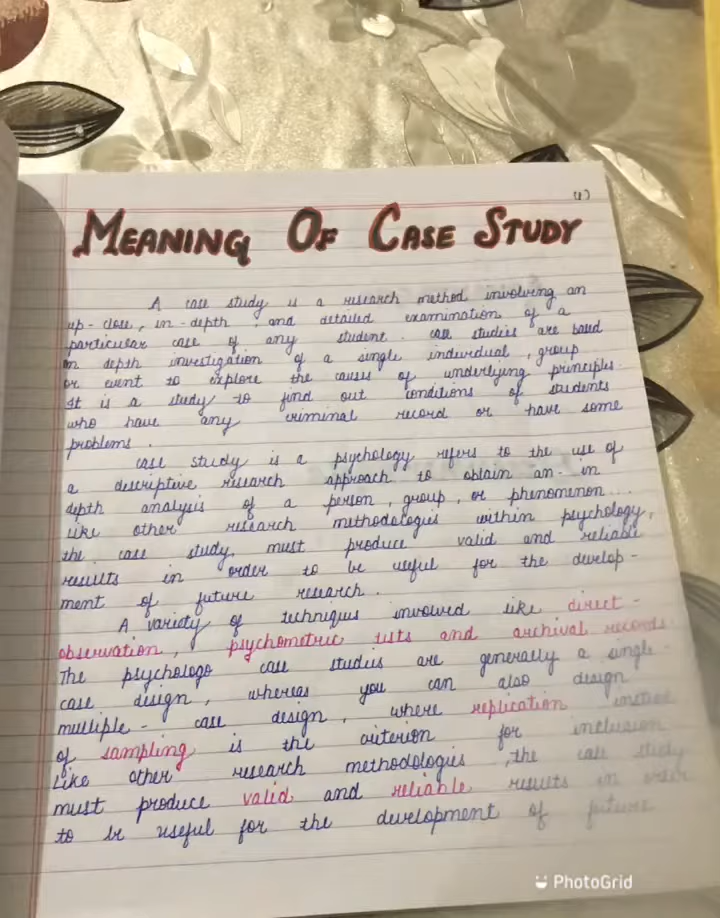 (1)
MEANING OF CASE STUDY
A case study is a research method involving an
up-close, in-depth, and detailed examination of a
particular case of any student. case studies are based
on depth investigation of a single individual, group
or event to explore the causes of underlying principles.
It is a study to find out conditions of students
who have any criminal record or have some
problems.
case study is a psychology refers to the use of
a descriptive research approach to obtain an in
depth analysis of a person, group, or phenomenon...
like other research methodologies within psychology,
the case study must produce valid and reliable
results in order to be useful for the develop-
ment of future research.
A variety of techniques involved like direct-
observation, psychometric tests and archival records.
The psychologo case studies are generally a single-
case design, whereas you can also design
multiple-case design, where replication instead
of sampling is the criterion for inclusion
Like other research methodologies, the case study
must produce valid and reliable results in order
to be useful for the development of future
PhotoGrid